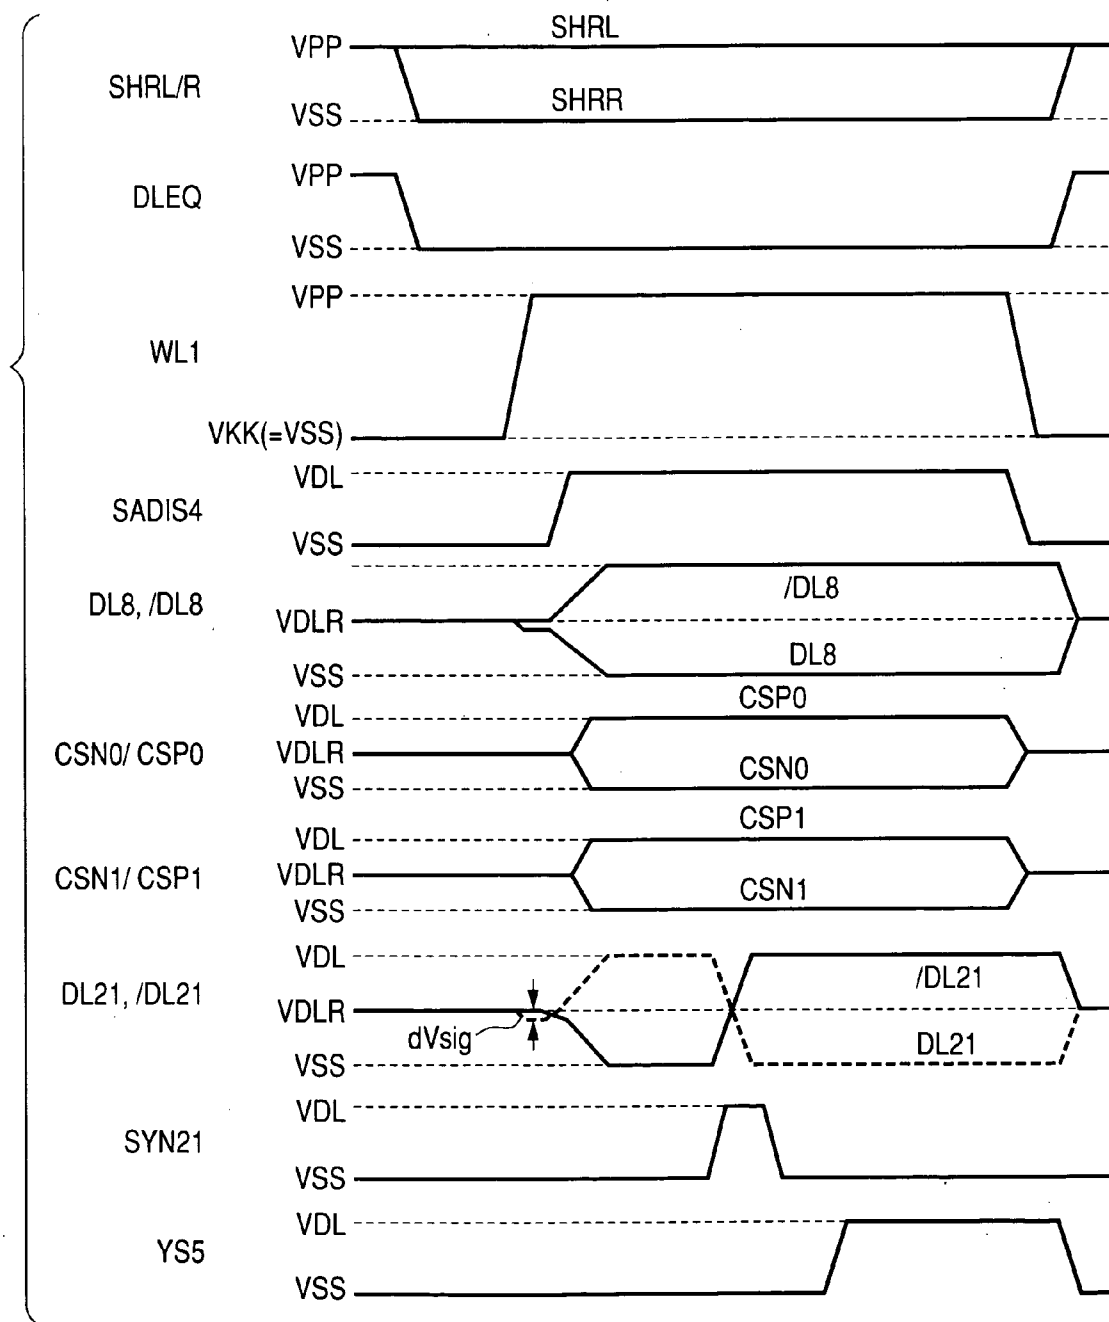 SHRL
VPP
SHRL/R
SHRR
VSS
VPP
DLEQ
VSS
VPP
WL1
VKK(=VSS)
VDL
SADIS4
VSS
/DL8
DL8, /DL8
VDLR
DL8
VSS
CSP0
VDL
CSN0/ CSP0
VDLR
CSN0
VSS
CSP1
VDL
CSN1/ CSP1
VDLR
CSN1
VSS
VDL
/DL21
DL21, /DL21
VDLR
dVsig
DL21
VSS
VDL
SYN21
VSS
VDL
YS5
VSS